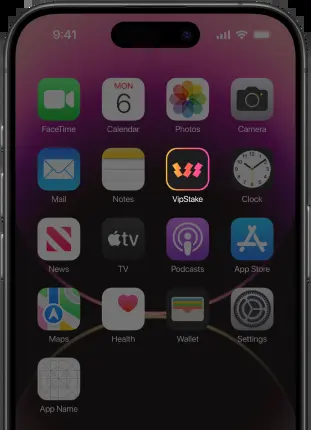 9:41
MON
6
FaceTime Calendar Photos Camera
Mail Notes VipStake Clock
tv
News TV Podcasts App Store
Maps Health Wallet Settings
App Name